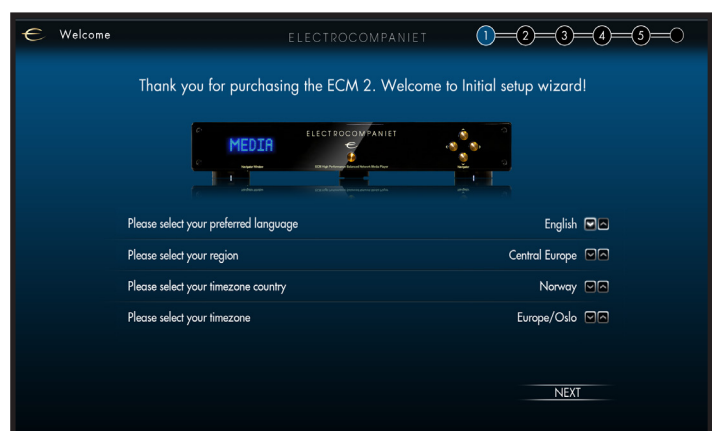 Welcome
ELECTROCOMPANIET
1 2 3 4 5
Thank you for purchasing the ECM 2. Welcome to Initial setup wizard!
ELECTROCOMPANIET
MEDIA
Please select your preferred language English
Please select your region Central Europe
Please select your timezone country Norway
Please select your timezone Europe/Oslo
NEXT